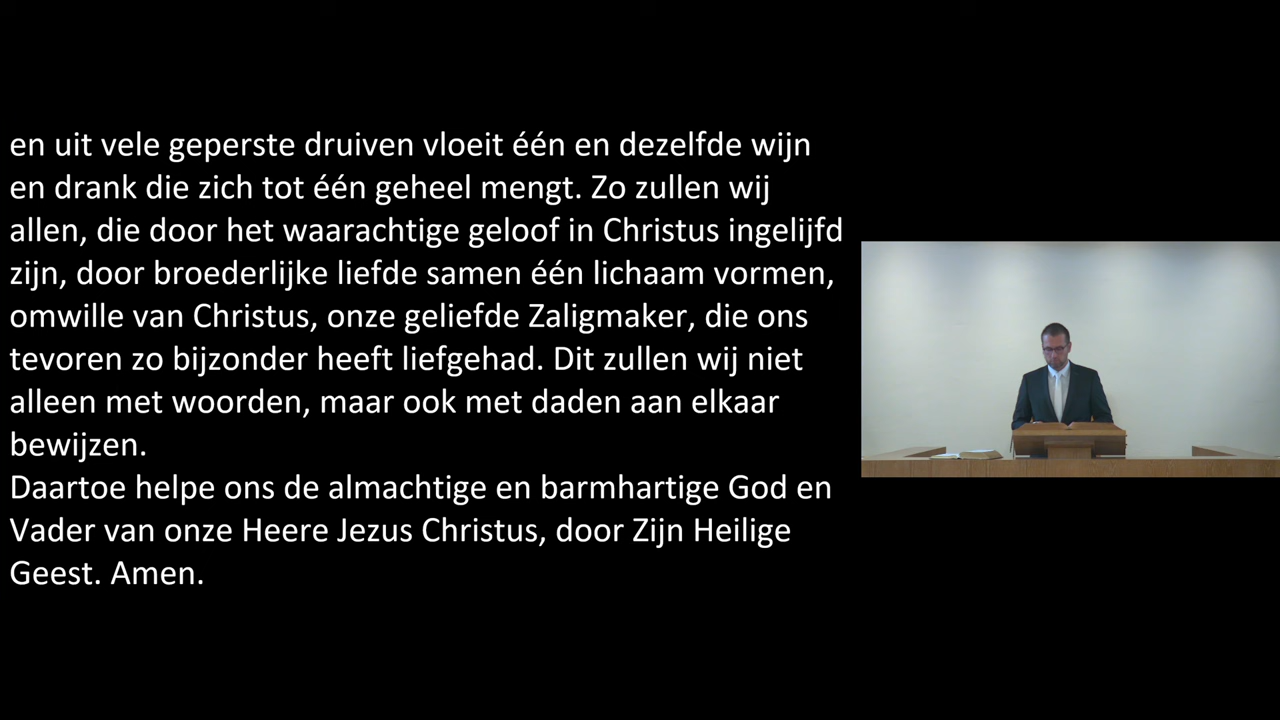 en uit vele geperste druiven vloeit één en dezelfde wijn
en drank die zich tot één geheel mengt. Zo zullen wij
allen, die door het waarachtige geloof in Christus ingelijfd
zijn, door broederlijke liefde samen één lichaam vormen,
omwille van Christus, onze geliefde Zaligmaker, die ons
tevoren zo bijzonder heeft liefgehad. Dit zullen wij niet
alleen met woorden, maar ook met daden aan elkaar
bewijzen.
Daartoe helpe ons de almachtige en barmhartige God en
Vader van onze Heere Jezus Christus, door Zijn Heilige
Geest. Amen.